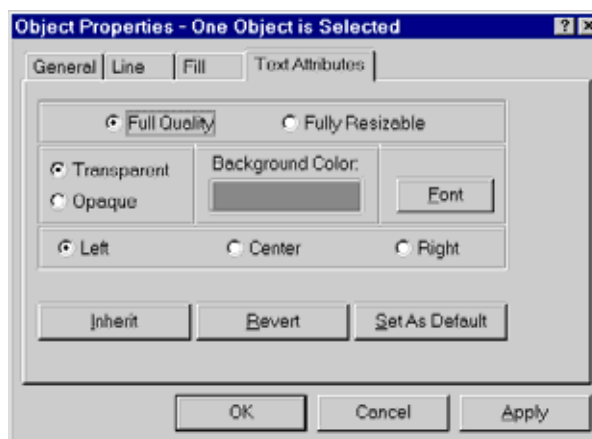 Object Properties - One Object is Selected
General Line Fill Text Attributes
Full Quality Fully Resizable
Transparent Background Color:
Opaque Font
Left Center Right
Inherit Revert Set As Default
OK Cancel Apply